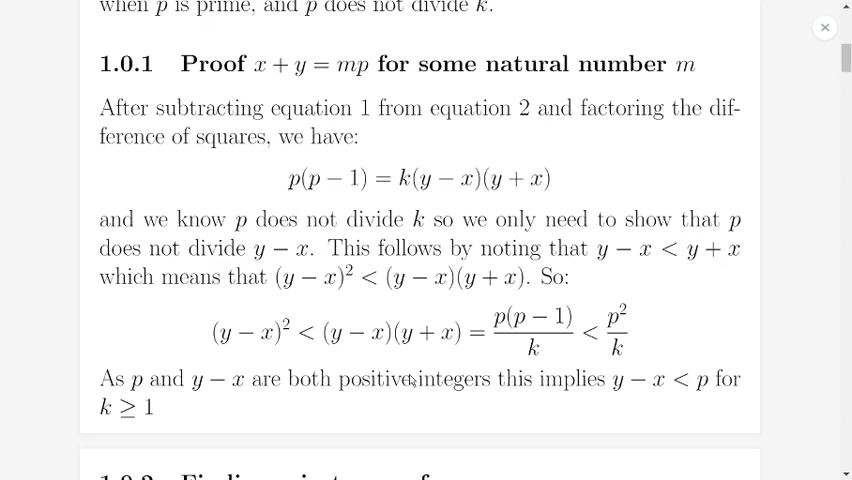 when p is prime, and p does not divide k.
1.0.1 Proof x + y = mp for some natural number m
After subtracting equation 1 from equation 2 and factoring the dif-
ference of squares, we have:
p(p − 1) = k(y − x)(y + x)
and we know p does not divide k so we only need to show that p
does not divide y − x. This follows by noting that y − x < y + x
which means that (y − x)² < (y − x)(y + x). So:
(y − x)² < (y − x)(y + x) = p(p − 1)/k < p²/k
As p and y − x are both positive integers this implies y − x < p for
k ≥ 1